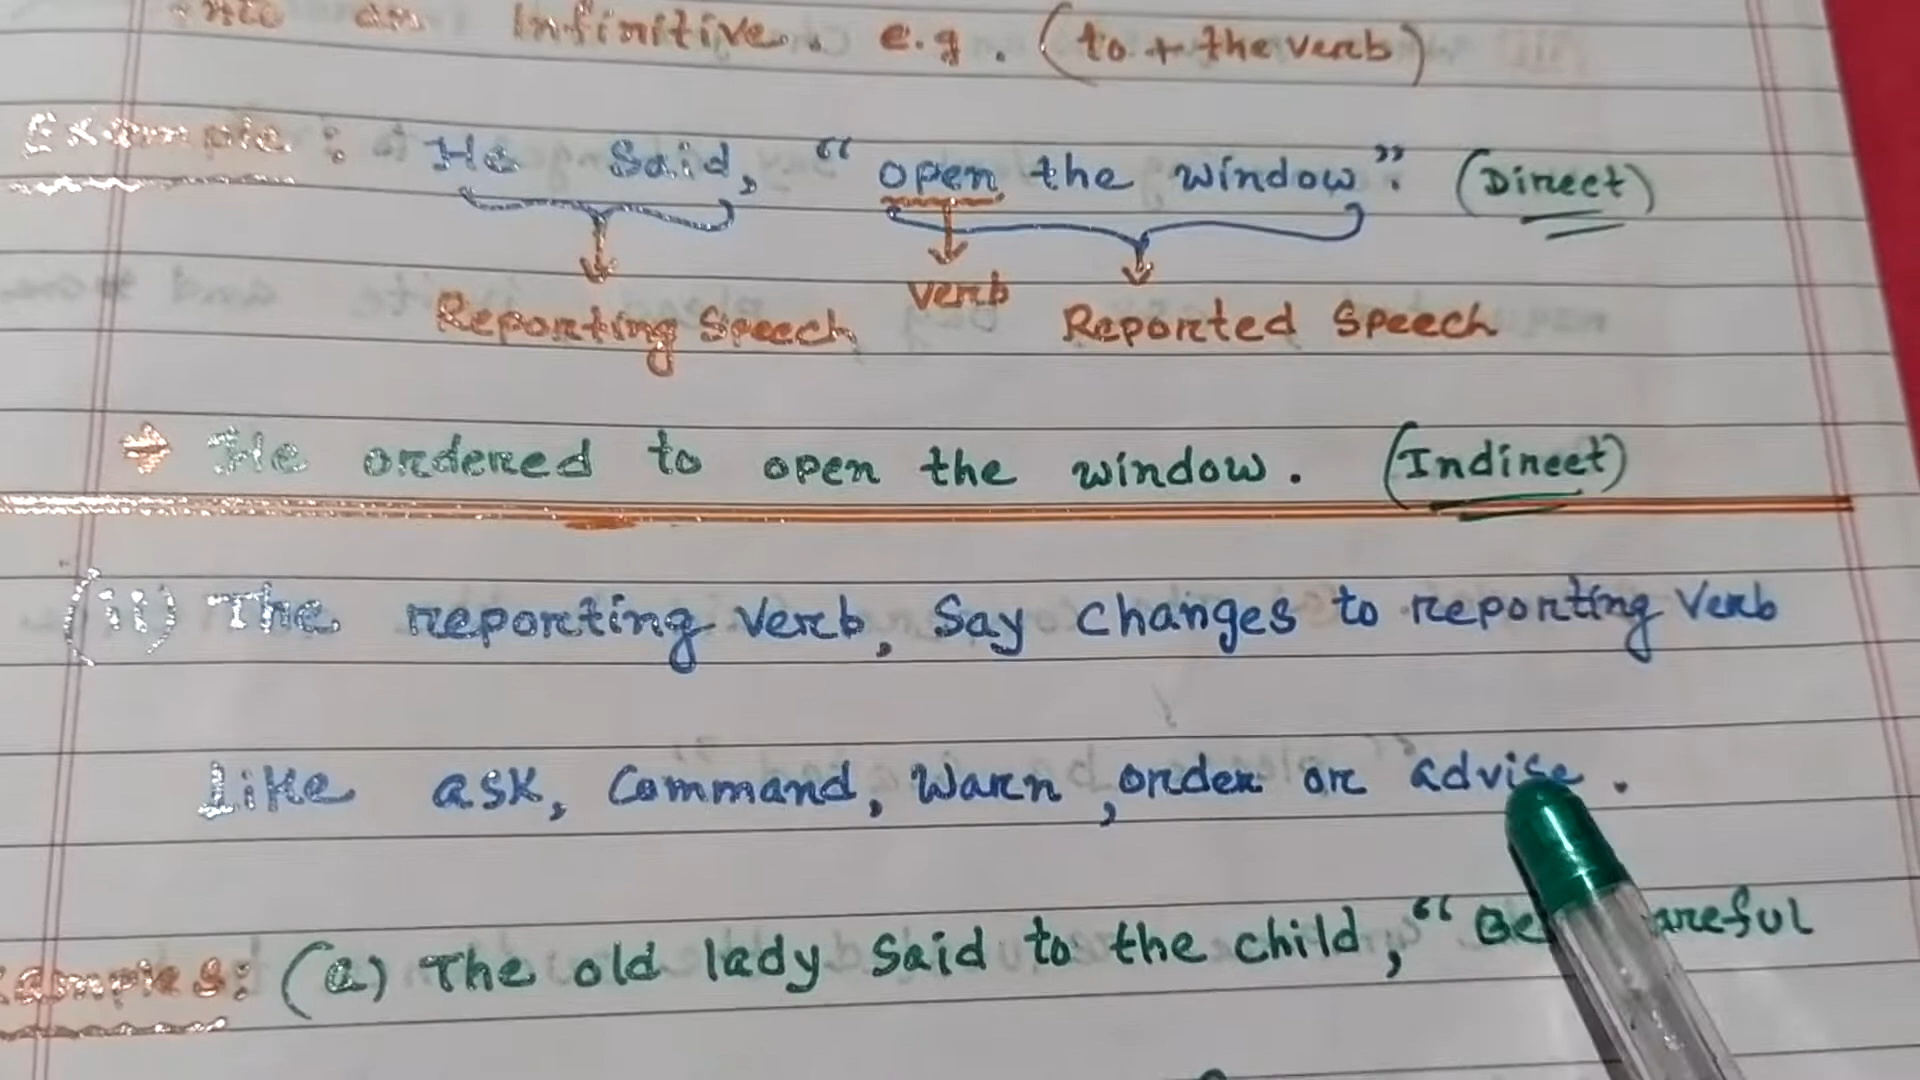 an infinitive. e.g. (to + the verb)
Example: He Said, "open the window". (Direct)
verb
Reporting Speech Reported Speech
He ordered to open the window. (Indirect)
(ii) The reporting verb, Say changes to reporting verb
Like ask, Command, Warn, order or advise.
(a) The old lady Said to the child, "Be